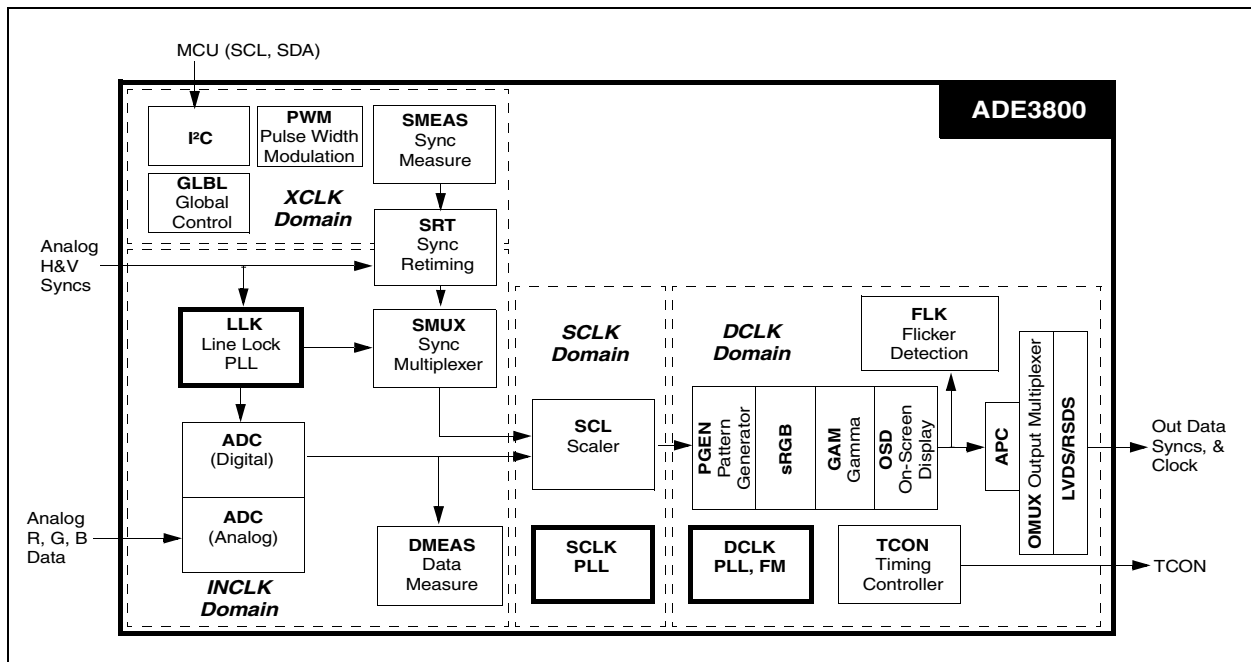 MCU (SCL, SDA)
ADE3800
I²C
PWM
Pulse Width
Modulation
SMEAS
Sync
Measure
GLBL
Global
Control
XCLK
Domain
SRT
Sync
Retiming
Analog
H&V
Syncs
LLK
Line Lock
PLL
SMUX
Sync
Multiplexer
SCLK
Domain
DCLK
Domain
FLK
Flicker
Detection
ADC
(Digital)
SCL
Scaler
PGEN
Pattern
Generator
sRGB
GAM
Gamma
OSD
On-Screen
Display
APC
OMUX Output Multiplexer
LVDS/RSDS
Out Data
Syncs, &
Clock
Analog
R, G, B
Data
ADC
(Analog)
DMEAS
Data
Measure
SCLK
PLL
DCLK
PLL, FM
TCON
Timing
Controller
TCON
INCLK
Domain